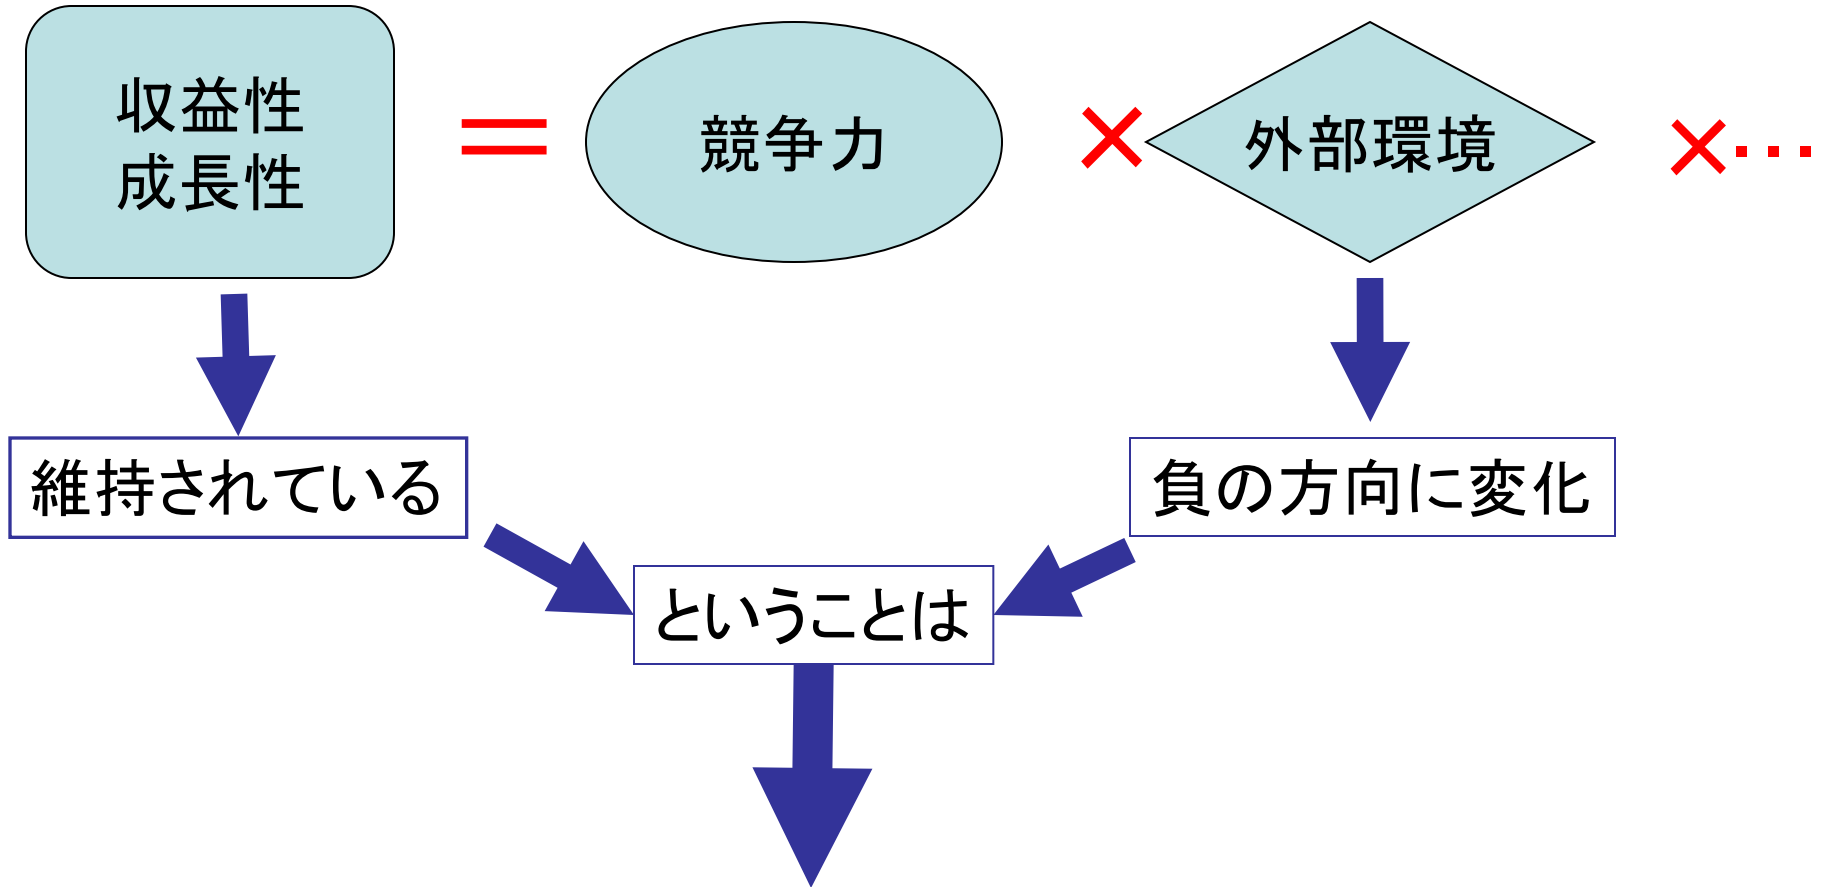 収益性
成長性
＝
競争力
×
外部環境
×…
維持されている
負の方向に変化
ということは